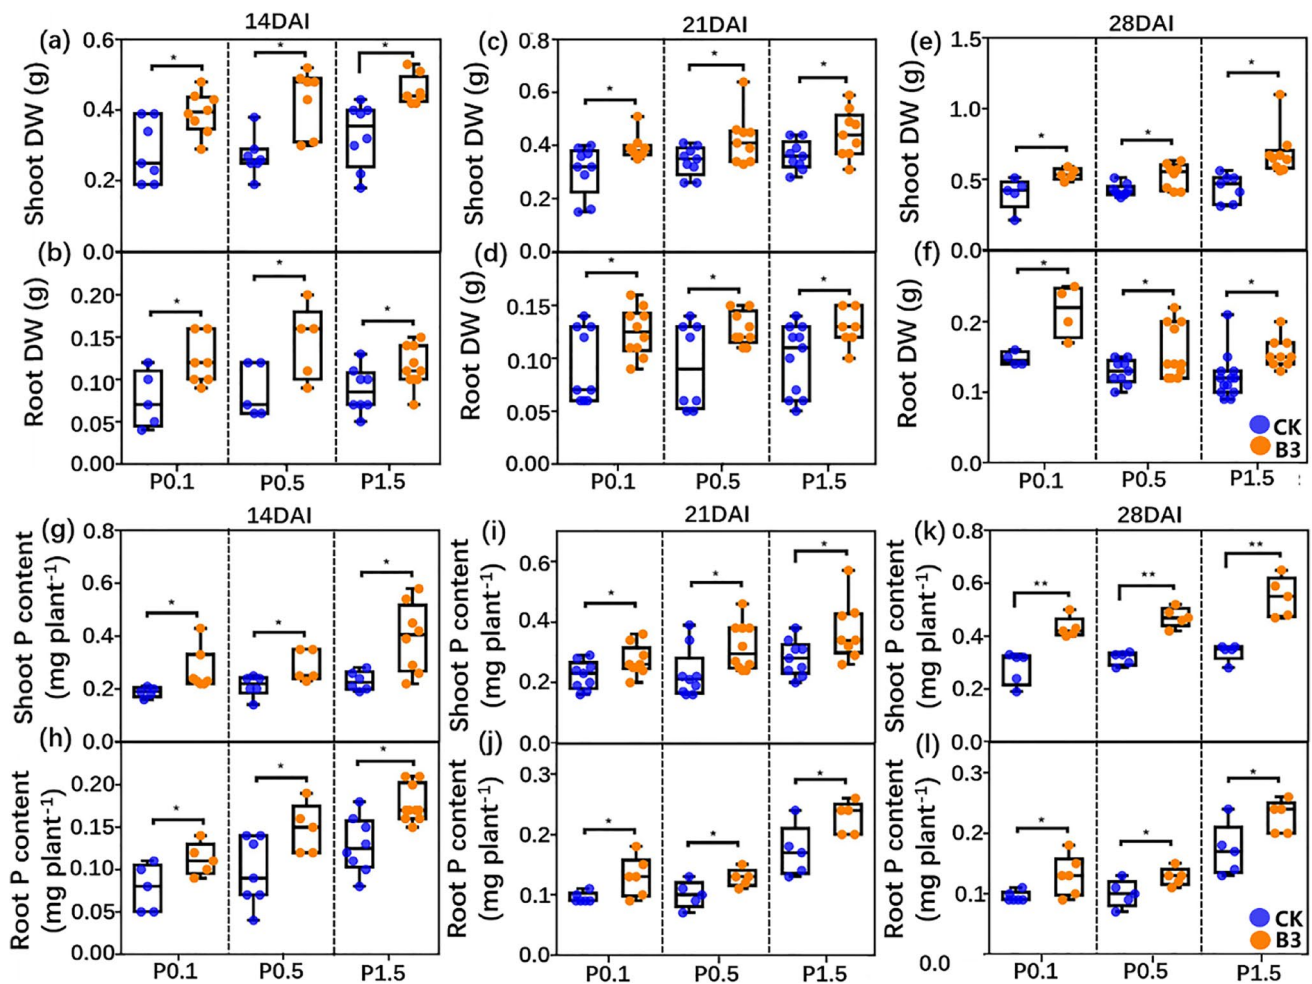 14DAI
21DAI
28DAI
(a)
0.6
0.4
0.2
0.0
Shoot DW (g)
* * *
(c)
0.8
0.6
0.4
0.2
0.0
Shoot DW (g)
* * *
(e)
1.5
1.0
0.5
0.0
Shoot DW (g)
* * *
(b)
0.20
0.15
0.10
0.05
0.00
Root DW (g)
* * *
P0.1 P0.5 P1.5
(d)
0.15
0.10
0.05
0.00
Root DW (g)
* * *
P0.1 P0.5 P1.5
(f)
0.2
0.1
0.0
Root DW (g)
* * *
CK
B3
P0.1 P0.5 P1.5
14DAI
21DAI
28DAI
(g)
0.8
0.6
0.4
0.2
0.0
Shoot P content
(mg plant⁻¹)
* * *
(i)
0.6
0.4
0.2
0.0
Shoot P content
(mg plant⁻¹)
* * *
(k)
0.8
0.6
0.4
0.2
0.0
Shoot P content
(mg plant⁻¹)
** ** **
(h)
0.20
0.15
0.10
0.05
0.00
Root P content
(mg plant⁻¹)
* * *
P0.1 P0.5 P1.5
(j)
0.3
0.2
0.1
0.0
Root P content
(mg plant⁻¹)
* * *
P0.1 P0.5 P1.5
(l)
0.3
0.2
0.1
0.0
Root P content
(mg plant⁻¹)
* * *
CK
B3
P0.1 P0.5 P1.5